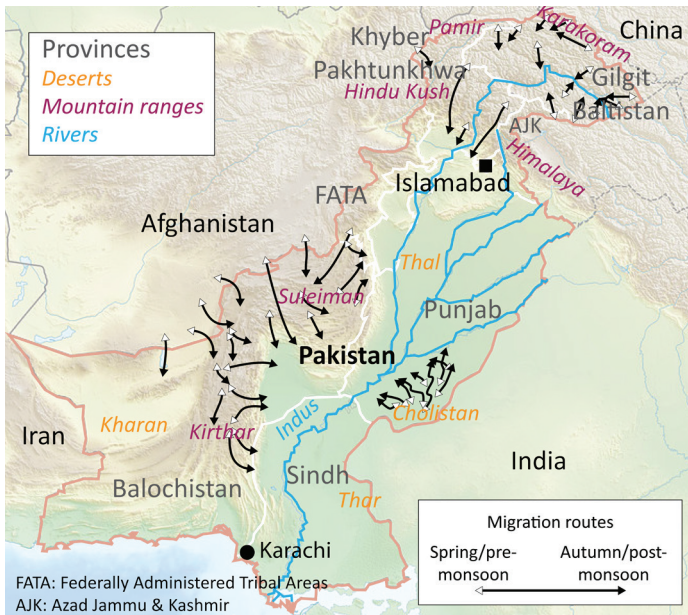 Provinces
Deserts
Mountain ranges
Rivers
Pamir
Karakoram
China
Khyber
Pakhtunkhwa
Hindu Kush
Gilgit
Baltistan
AJK
Himalaya
Islamabad
FATA
Afghanistan
Thal
Suleiman
Punjab
Pakistan
Kharan
Kirthar
Indus
Cholistan
Iran
India
Balochistan
Sindh
Thar
Karachi
Migration routes
Spring/pre-
monsoon
Autumn/post-
monsoon
FATA: Federally Administered Tribal Areas
AJK: Azad Jammu & Kashmir